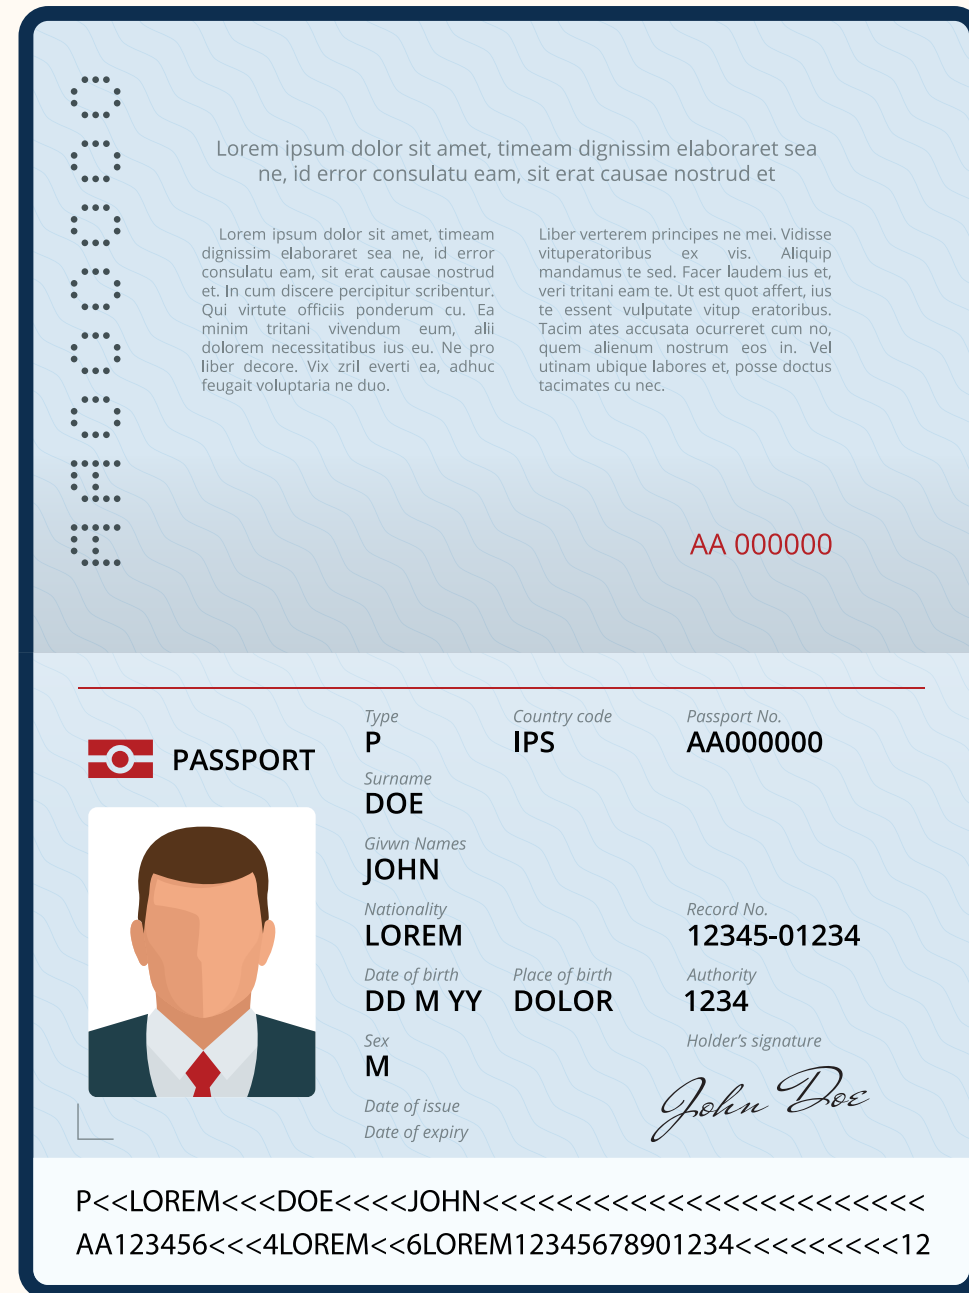 Lorem ipsum dolor sit amet, timeam dignissim elaboraret sea
ne, id error consulatu eam, sit erat causae nostrud et
Lorem ipsum dolor sit amet, timeam
dignissim elaboraret sea ne, id error
consulatu eam, sit erat causae nostrud
et. In cum discere percipitur scribentur.
Qui virtute officiis ponderum cu. Ea
minim tritani vivendum eum, alii
dolorem necessitatibus ius eu. Ne pro
liber decore. Vix zril everti ea, adhuc
feugait voluptaria ne duo.
Liber verterem principes ne mei. Vidisse
vituperatoribus ex vis. Aliquip
mandamus te sed. Facer laudem ius et,
veri tritani eam te. Ut est quot affert, ius
te essent vulputate vitup eratoribus.
Tacim ates accusata ocurreret cum no,
quem alienum nostrum eos in. Vel
utinam ubique labores et, posse doctus
tacimates cu nec.
AA000000
AA 000000
PASSPORT
Type Country code Passport No.
P IPS AA000000
Surname
DOE
Givwn Names
JOHN
Nationality Record No.
LOREM 12345-01234
Date of birth Place of birth Authority
DD M YY DOLOR 1234
Sex Holder's signature
M
John Doe
Date of issue
Date of expiry
P<<LOREM<<<DOE<<<<JOHN<<<<<<<<<<<<<<<<<<<<<<<<
AA123456<<<4LOREM<<6LOREM12345678901234<<<<<<<<<12